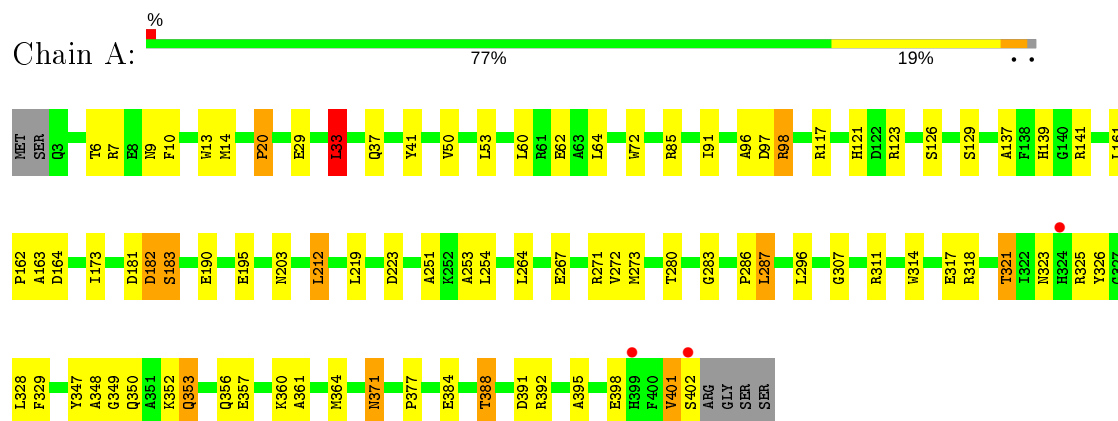 %
Chain A:
77% 19% • •
MET SER Q3 T6 R7 E8 N9 F10 W13 M14 P20 E29 L33 Q37 Y41 V50 L53 L60 R61 E62 A63 L64 W72 R85 I91 A96 D97 R98 R117 H121 D122 R123 S126 S129 A137 F138 H139 G140 R141 L161
P162 A163 D164 I173 D181 D182 S183 E190 E195 N203 L212 L219 D223 A251 K252 A253 L254 L264 E267 R271 V272 M273 T280 G283 P286 L287 L296 G307 R311 W314 E317 R318 T321 I322 N323 H324 R325 Y326
L328 F329 Y347 A348 G349 Q350 A351 K352 Q353 Q356 E357 K360 A361 M364 N371 P377 E384 T388 D391 R392 A395 E398 H399 F400 V401 S402 ARG GLY SER SER